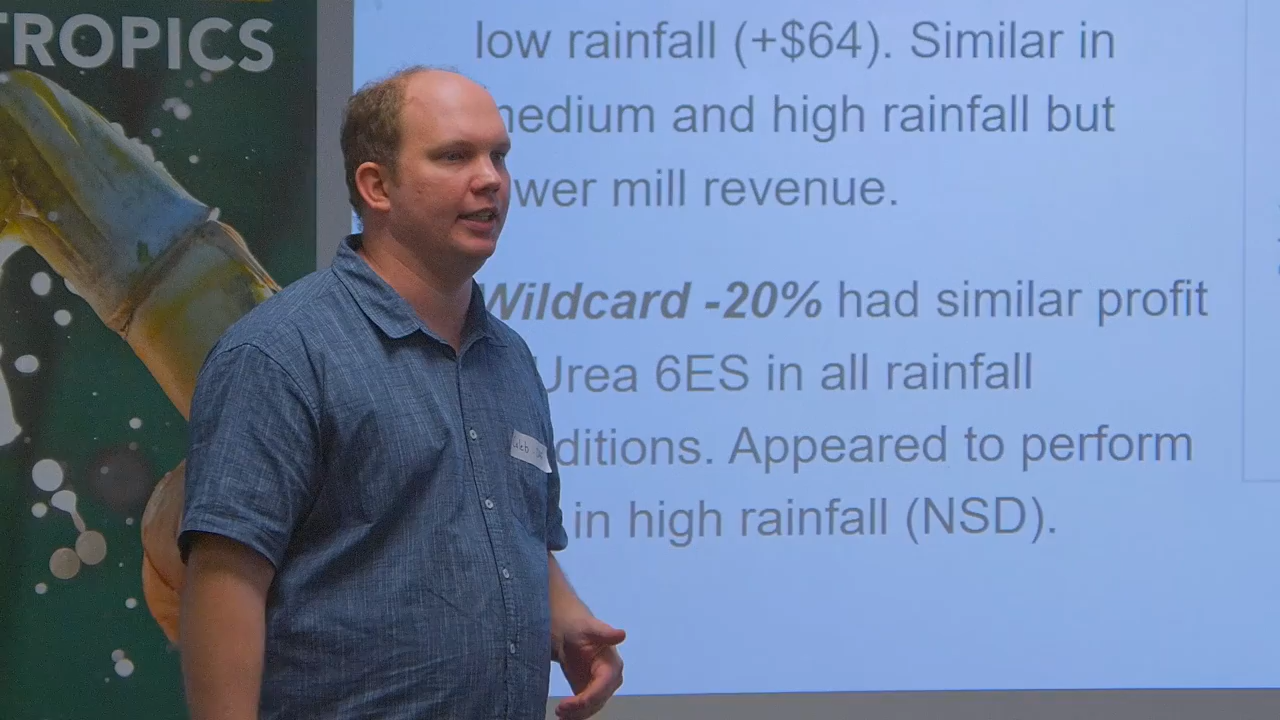 TROPICS
low rainfall (+$64). Similar in
medium and high rainfall but
wer mill revenue.
Wildcard -20% had similar profit
Urea 6ES in all rainfall
ditions. Appeared to perform
in high rainfall (NSD).
Caleb